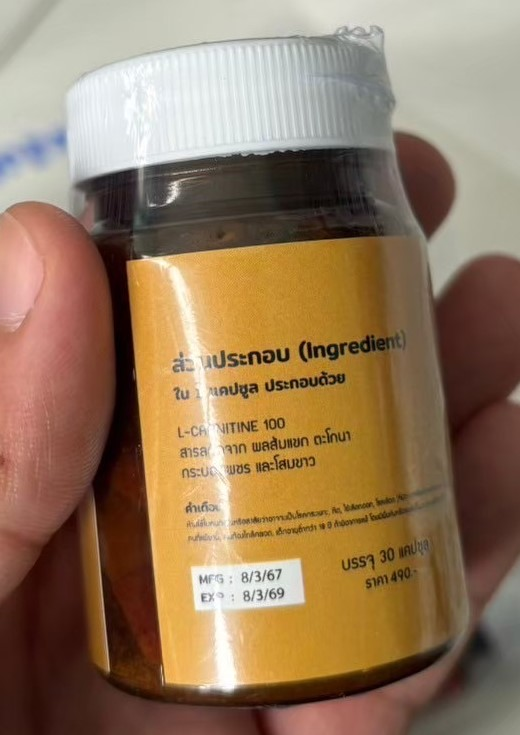 ส่วนประกอบ (Ingredient)
ใน 1 แคปซูล ประกอบด้วย
L-CARNITINE 100
สารสกัดจาก ผลส้มแขก ตะโกนา
กระบองเพชร และโสมขาว
คำเตือน
บรรจุ 30 แคปซูล
ราคา 490.-
MFG : 8/3/67
EXP : 8/3/69